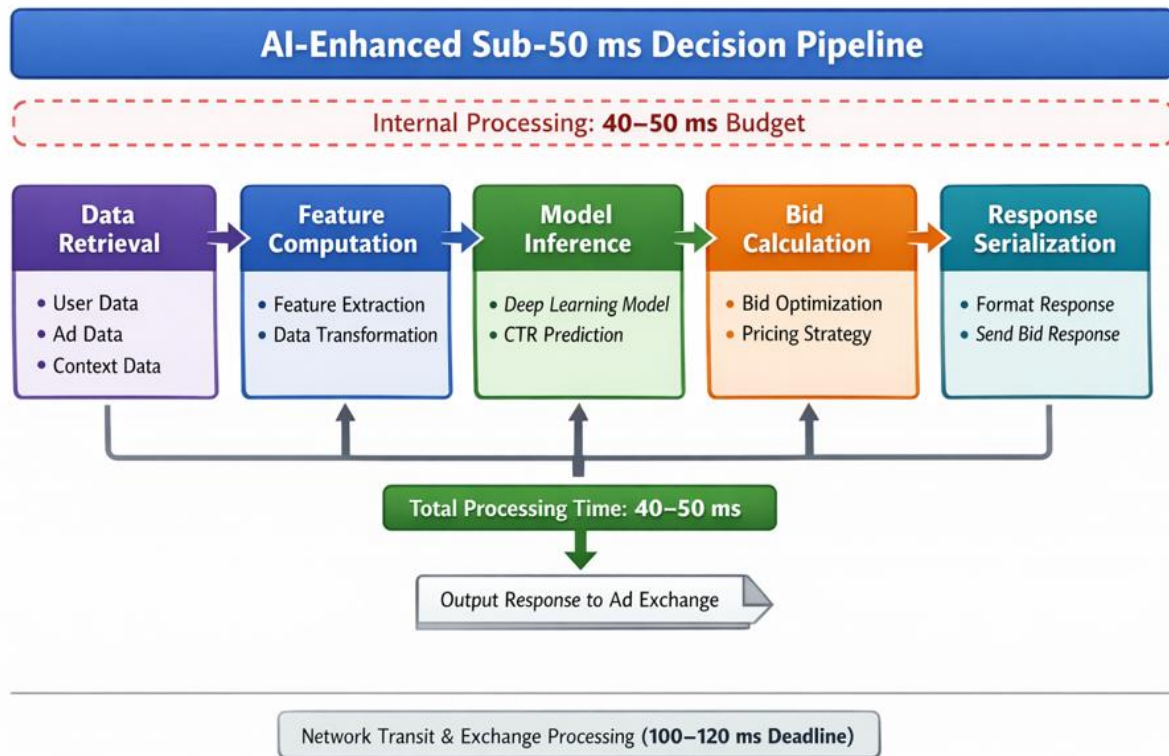 AI-Enhanced Sub-50 ms Decision Pipeline
Internal Processing: 40–50 ms Budget
Data
Retrieval
• User Data
• Ad Data
• Context Data
Feature
Computation
• Feature Extraction
• Data Transformation
Model
Inference
• Deep Learning Model
• CTR Prediction
Bid
Calculation
• Bid Optimization
• Pricing Strategy
Response
Serialization
• Format Response
• Send Bid Response
Total Processing Time: 40–50 ms
Output Response to Ad Exchange
Network Transit & Exchange Processing (100–120 ms Deadline)